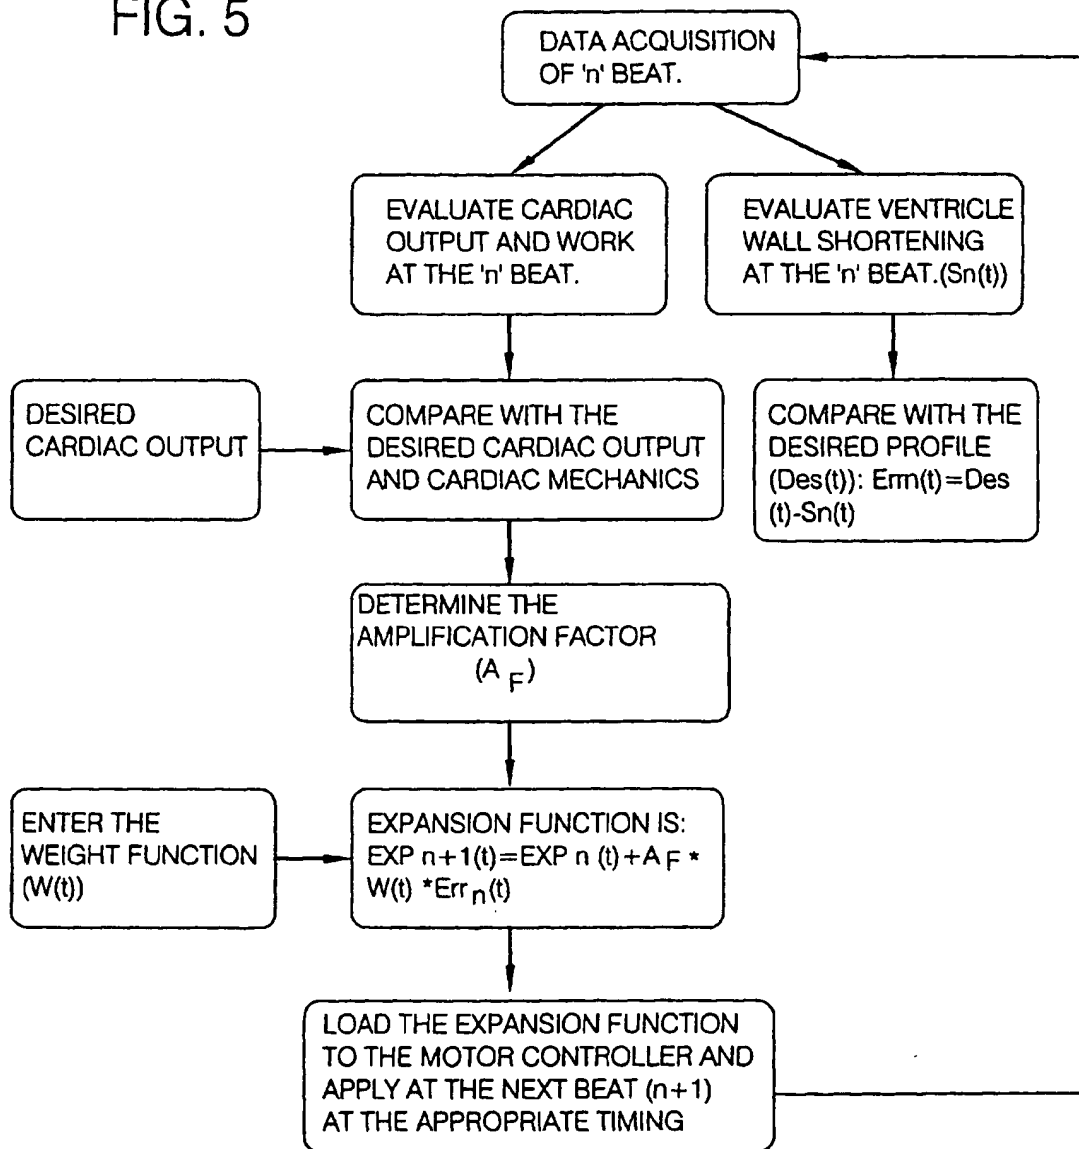 FIG. 5
DATA ACQUISITION
OF 'n' BEAT.
EVALUATE CARDIAC
OUTPUT AND WORK
AT THE 'n' BEAT.
EVALUATE VENTRICLE
WALL SHORTENING
AT THE 'n' BEAT.(Sn(t))
DESIRED
CARDIAC OUTPUT
COMPARE WITH THE
DESIRED CARDIAC OUTPUT
AND CARDIAC MECHANICS
COMPARE WITH THE
DESIRED PROFILE
(Des(t)): Errn(t)=Des
(t)-Sn(t)
DETERMINE THE
AMPLIFICATION FACTOR
(A F)
ENTER THE
WEIGHT FUNCTION
(W(t))
EXPANSION FUNCTION IS:
EXP n+1(t)=EXP n (t)+A F *
W(t) *Errn(t)
LOAD THE EXPANSION FUNCTION
TO THE MOTOR CONTROLLER AND
APPLY AT THE NEXT BEAT (n+1)
AT THE APPROPRIATE TIMING